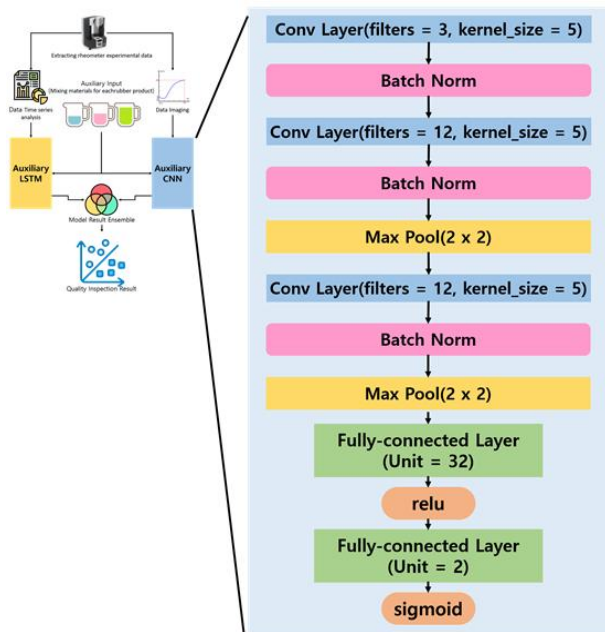 Extracting rheometer experimental data
Auxiliary Input
(Mixing materials for eachrubber product)
Data Time series
analysis
Data Imaging
Auxiliary
LSTM
Auxiliary
CNN
Model Result Ensemble
Quality Inspection Result
Conv Layer(filters = 3, kernel_size = 5)
Batch Norm
Conv Layer(filters = 12, kernel_size = 5)
Batch Norm
Max Pool(2 x 2)
Conv Layer(filters = 12, kernel_size = 5)
Batch Norm
Max Pool(2 x 2)
Fully-connected Layer
(Unit = 32)
relu
Fully-connected Layer
(Unit = 2)
sigmoid